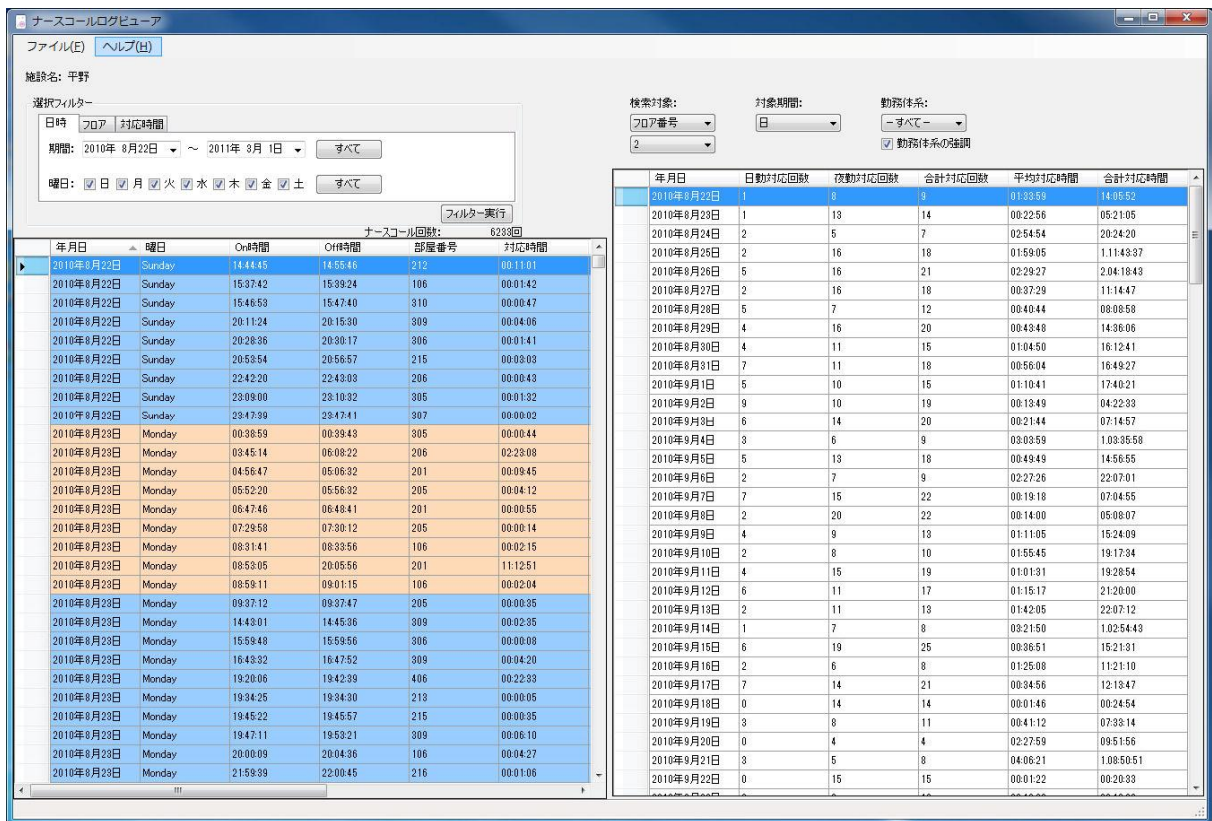 ナースコールログビューア
ファイル(F) ヘルプ(H)
施設名: 平野
選択フィルター
日時 フロア 対応時間
期間: 2010年 8月22日 ～ 2011年 3月 1日 すべて
曜日: 日 月 火 水 木 金 土 すべて
フィルター実行
ナースコール回数: 6233回
年月日 曜日 On時間 Off時間 部屋番号 対応時間
2010年8月22日 Sunday 14:44:45 14:55:46 212 00:11:01
2010年8月22日 Sunday 15:37:42 15:39:24 106 00:01:42
2010年8月22日 Sunday 15:46:53 15:47:40 310 00:00:47
2010年8月22日 Sunday 20:11:24 20:15:30 309 00:04:06
2010年8月22日 Sunday 20:28:36 20:30:17 306 00:01:41
2010年8月22日 Sunday 20:53:54 20:56:57 215 00:03:03
2010年8月22日 Sunday 22:42:20 22:43:03 206 00:00:43
2010年8月22日 Sunday 23:09:00 23:10:32 305 00:01:32
2010年8月22日 Sunday 23:47:39 23:47:41 307 00:00:02
2010年8月23日 Monday 00:38:59 00:39:43 305 00:00:44
2010年8月23日 Monday 03:45:14 06:08:22 206 02:23:08
2010年8月23日 Monday 04:56:47 05:06:32 201 00:09:45
2010年8月23日 Monday 05:52:20 05:56:32 205 00:04:12
2010年8月23日 Monday 06:47:46 06:48:41 201 00:00:55
2010年8月23日 Monday 07:29:58 07:30:12 205 00:00:14
2010年8月23日 Monday 08:31:41 08:33:56 106 00:02:15
2010年8月23日 Monday 08:53:05 20:05:56 201 11:12:51
2010年8月23日 Monday 08:59:11 09:01:15 106 00:02:04
2010年8月23日 Monday 09:37:12 09:37:47 205 00:00:35
2010年8月23日 Monday 14:43:01 14:45:36 309 00:02:35
2010年8月23日 Monday 15:59:48 15:59:56 306 00:00:08
2010年8月23日 Monday 16:43:32 16:47:52 309 00:04:20
2010年8月23日 Monday 19:20:06 19:42:39 406 00:22:33
2010年8月23日 Monday 19:34:25 19:34:30 213 00:00:05
2010年8月23日 Monday 19:45:22 19:45:57 215 00:00:35
2010年8月23日 Monday 19:47:11 19:53:21 309 00:06:10
2010年8月23日 Monday 20:00:09 20:04:36 106 00:04:27
2010年8月23日 Monday 21:59:39 22:00:45 216 00:01:06
検索対象: 対象期間: 勤務体系:
フロア番号 日 -すべて-
2 勤務体系の強調
年月日 日勤対応回数 夜勤対応回数 合計対応回数 平均対応時間 合計対応時間
2010年8月22日 1 8 9 01:33:59 14:05:52
2010年8月23日 1 13 14 00:22:56 05:21:05
2010年8月24日 2 5 7 02:54:54 20:24:20
2010年8月25日 2 16 18 01:59:05 1.11:43:37
2010年8月26日 5 16 21 02:29:27 2.04:18:43
2010年8月27日 2 16 18 00:37:29 11:14:47
2010年8月28日 5 7 12 00:40:44 08:08:58
2010年8月29日 4 16 20 00:43:48 14:36:06
2010年8月30日 4 11 15 01:04:50 16:12:41
2010年8月31日 7 11 18 00:56:04 16:49:27
2010年9月1日 5 10 15 01:10:41 17:40:21
2010年9月2日 9 10 19 00:13:49 04:22:33
2010年9月3日 6 14 20 00:21:44 07:14:57
2010年9月4日 3 6 9 03:03:59 1.03:35:58
2010年9月5日 5 13 18 00:49:49 14:56:55
2010年9月6日 2 7 9 02:27:26 22:07:01
2010年9月7日 7 15 22 00:19:18 07:04:55
2010年9月8日 2 20 22 00:14:00 05:08:07
2010年9月9日 4 9 13 01:11:05 15:24:09
2010年9月10日 2 8 10 01:55:45 19:17:34
2010年9月11日 4 15 19 01:01:31 19:28:54
2010年9月12日 6 11 17 01:15:17 21:20:00
2010年9月13日 2 11 13 01:42:05 22:07:12
2010年9月14日 1 7 8 03:21:50 1.02:54:43
2010年9月15日 6 19 25 00:36:51 15:21:31
2010年9月16日 2 6 8 01:25:08 11:21:10
2010年9月17日 7 14 21 00:34:56 12:13:47
2010年9月18日 0 14 14 00:01:46 00:24:54
2010年9月19日 3 8 11 00:41:12 07:33:14
2010年9月20日 0 4 4 02:27:59 09:51:56
2010年9月21日 3 5 8 04:06:21 1.08:50:51
2010年9月22日 0 15 15 00:01:22 00:20:33